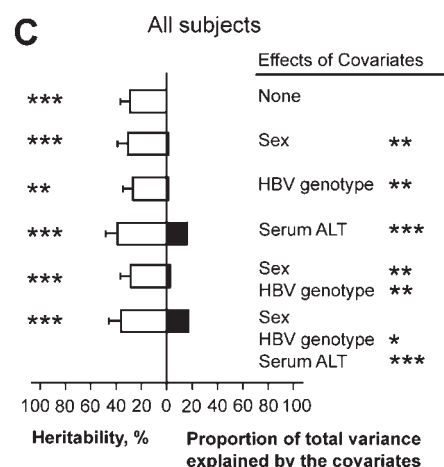 C
All subjects
Effects of Covariates
*** None
*** Sex **
** HBV genotype **
*** Serum ALT ***
*** Sex **
HBV genotype **
*** Sex
HBV genotype *
Serum ALT ***
100 80 60 40 20 0 20 40 60 80 100
Heritability, % Proportion of total variance
explained by the covariates